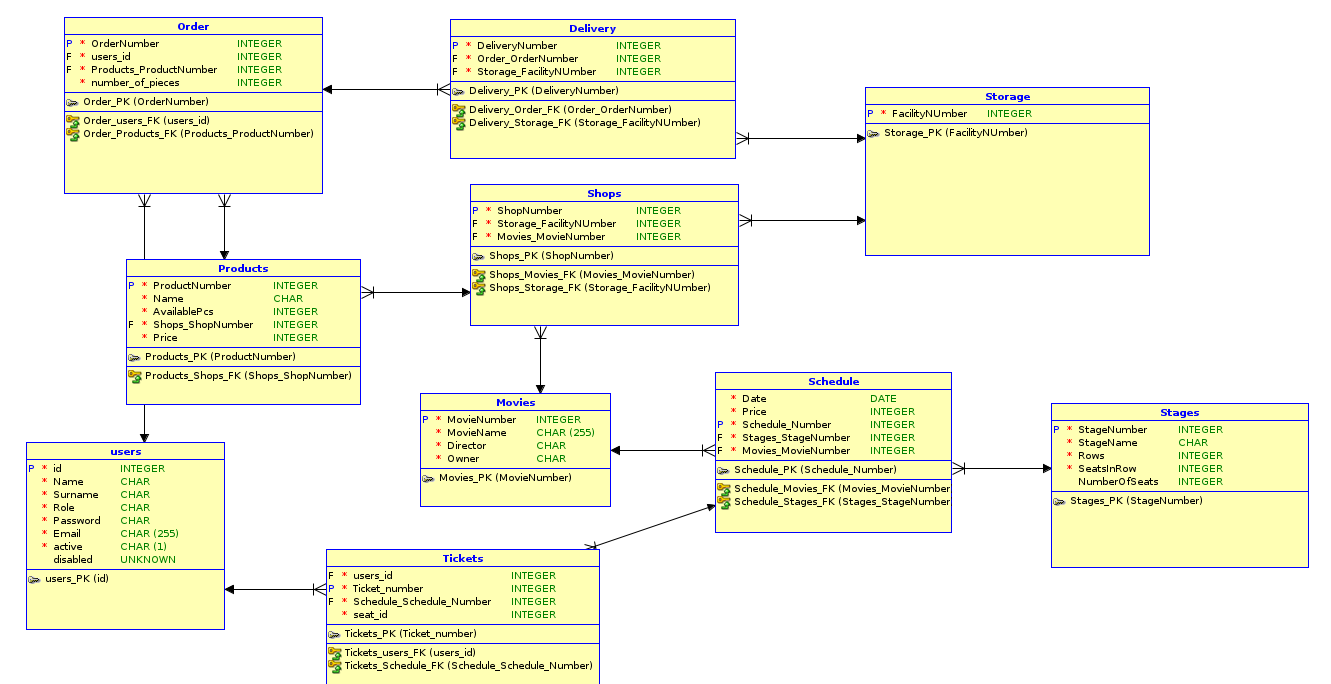 Order
P * OrderNumber INTEGER
F * users_id INTEGER
F * Products_ProductNumber INTEGER
* number_of_pieces INTEGER
Order_PK (OrderNumber)
Order_users_FK (users_id)
Order_Products_FK (Products_ProductNumber)
Delivery
P * DeliveryNumber INTEGER
F * Order_OrderNumber INTEGER
F * Storage_FacilityNUmber INTEGER
Delivery_PK (DeliveryNumber)
Delivery_Order_FK (Order_OrderNumber)
Delivery_Storage_FK (Storage_FacilityNUmber)
Storage
P * FacilityNUmber INTEGER
Storage_PK (FacilityNUmber)
Shops
P * ShopNumber INTEGER
F * Storage_FacilityNUmber INTEGER
F * Movies_MovieNumber INTEGER
Shops_PK (ShopNumber)
Shops_Movies_FK (Movies_MovieNumber)
Shops_Storage_FK (Storage_FacilityNUmber)
Products
P * ProductNumber INTEGER
* Name CHAR
* AvailablePcs INTEGER
F * Shops_ShopNumber INTEGER
* Price INTEGER
Products_PK (ProductNumber)
Products_Shops_FK (Shops_ShopNumber)
Movies
P * MovieNumber INTEGER
* MovieName CHAR (255)
* Director CHAR
* Owner CHAR
Movies_PK (MovieNumber)
Schedule
* Date DATE
* Price INTEGER
P * Schedule_Number INTEGER
F * Stages_StageNumber INTEGER
F * Movies_MovieNumber INTEGER
Schedule_PK (Schedule_Number)
Schedule_Movies_FK (Movies_MovieNumber
Schedule_Stages_FK (Stages_StageNumber
Stages
P * StageNumber INTEGER
* StageName CHAR
* Rows INTEGER
* SeatsInRow INTEGER
NumberOfSeats INTEGER
Stages_PK (StageNumber)
users
P * id INTEGER
* Name CHAR
* Surname CHAR
* Role CHAR
* Password CHAR
* Email CHAR (255)
* active CHAR (1)
disabled UNKNOWN
users_PK (id)
Tickets
F * users_id INTEGER
P * Ticket_number INTEGER
F * Schedule_Schedule_Number INTEGER
* seat_id INTEGER
Tickets_PK (Ticket_number)
Tickets_users_FK (users_id)
Tickets_Schedule_FK (Schedule_Schedule_Number)